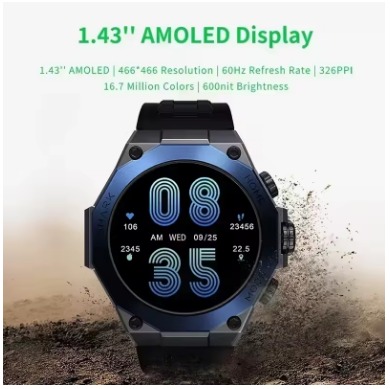 1.43'' AMOLED Display
1.43'' AMOLED | 466*466 Resolution | 60Hz Refresh Rate | 326PPI
16.7 Million Colors | 600nit Brightness
08
106
23456
AM WED 09/25
2345
22.5
35